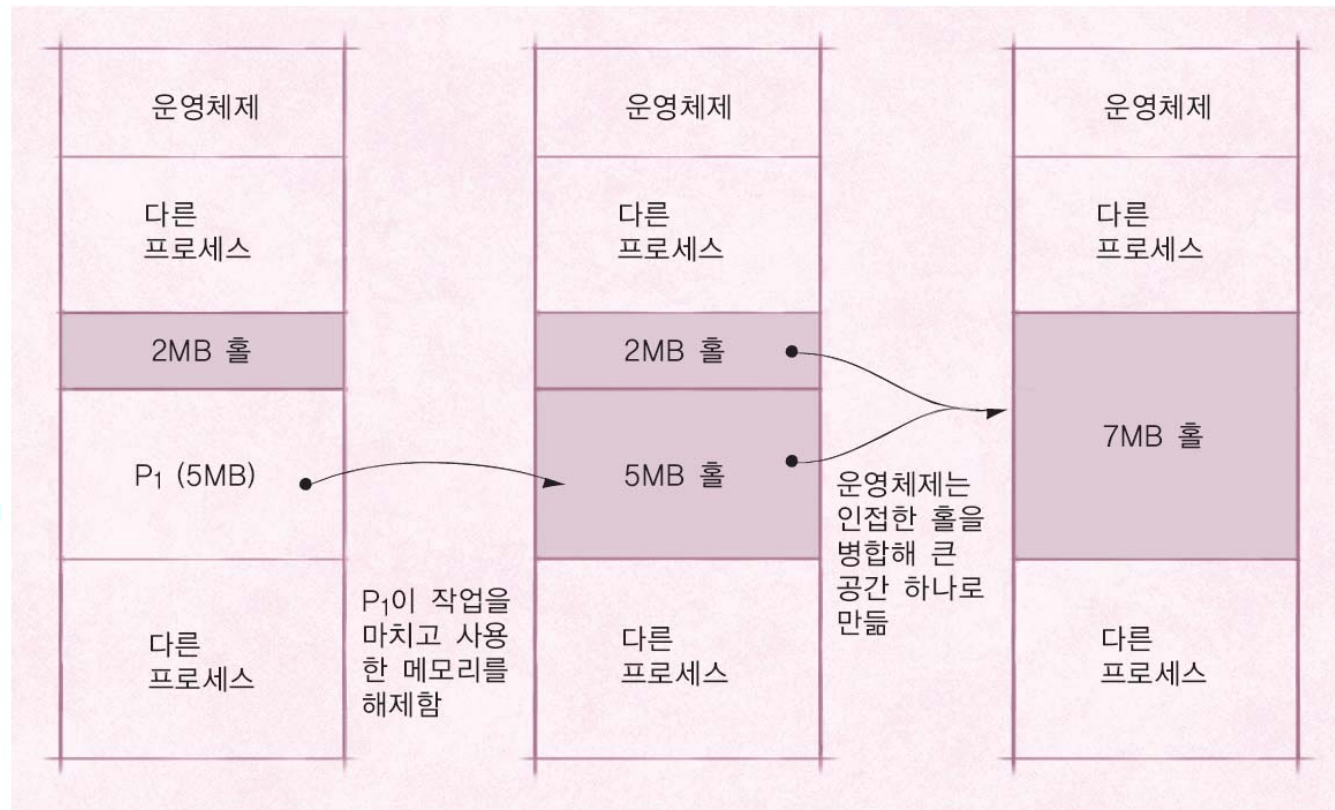 운영체제
다른
프로세스
2MB 홀
P₁ (5MB)
다른
프로세스
P₁이 작업을
마치고 사용
한 메모리를
해제함
운영체제
다른
프로세스
2MB 홀
5MB 홀
다른
프로세스
운영체제는
인접한 홀을
병합해 큰
공간 하나로
만듦
운영체제
다른
프로세스
7MB 홀
다른
프로세스